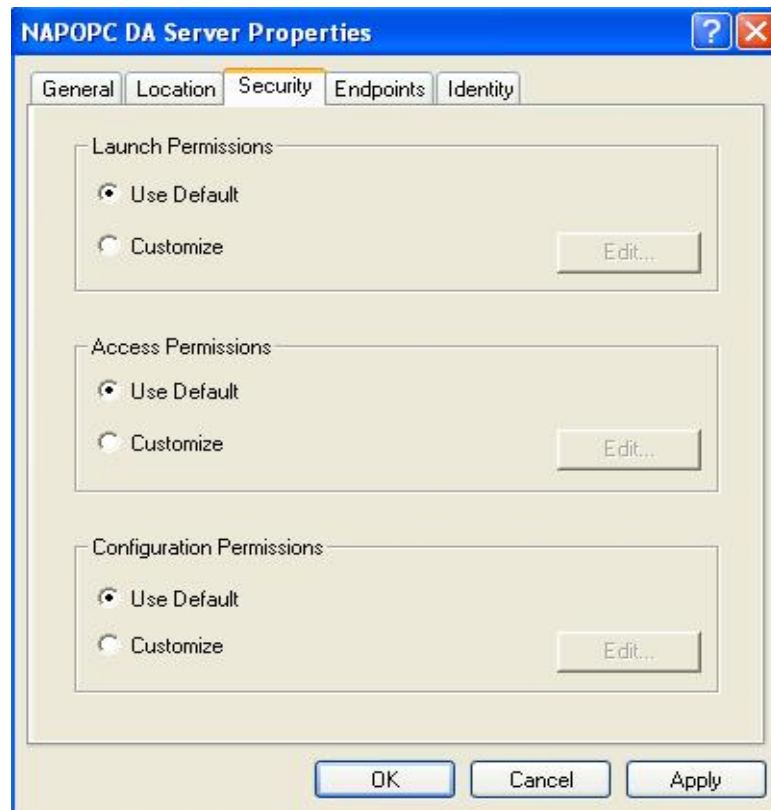 NAPOPC DA Server Properties
General Location Security Endpoints Identity
Launch Permissions
Use Default
Customize Edit...
Access Permissions
Use Default
Customize Edit...
Configuration Permissions
Use Default
Customize Edit...
OK Cancel Apply